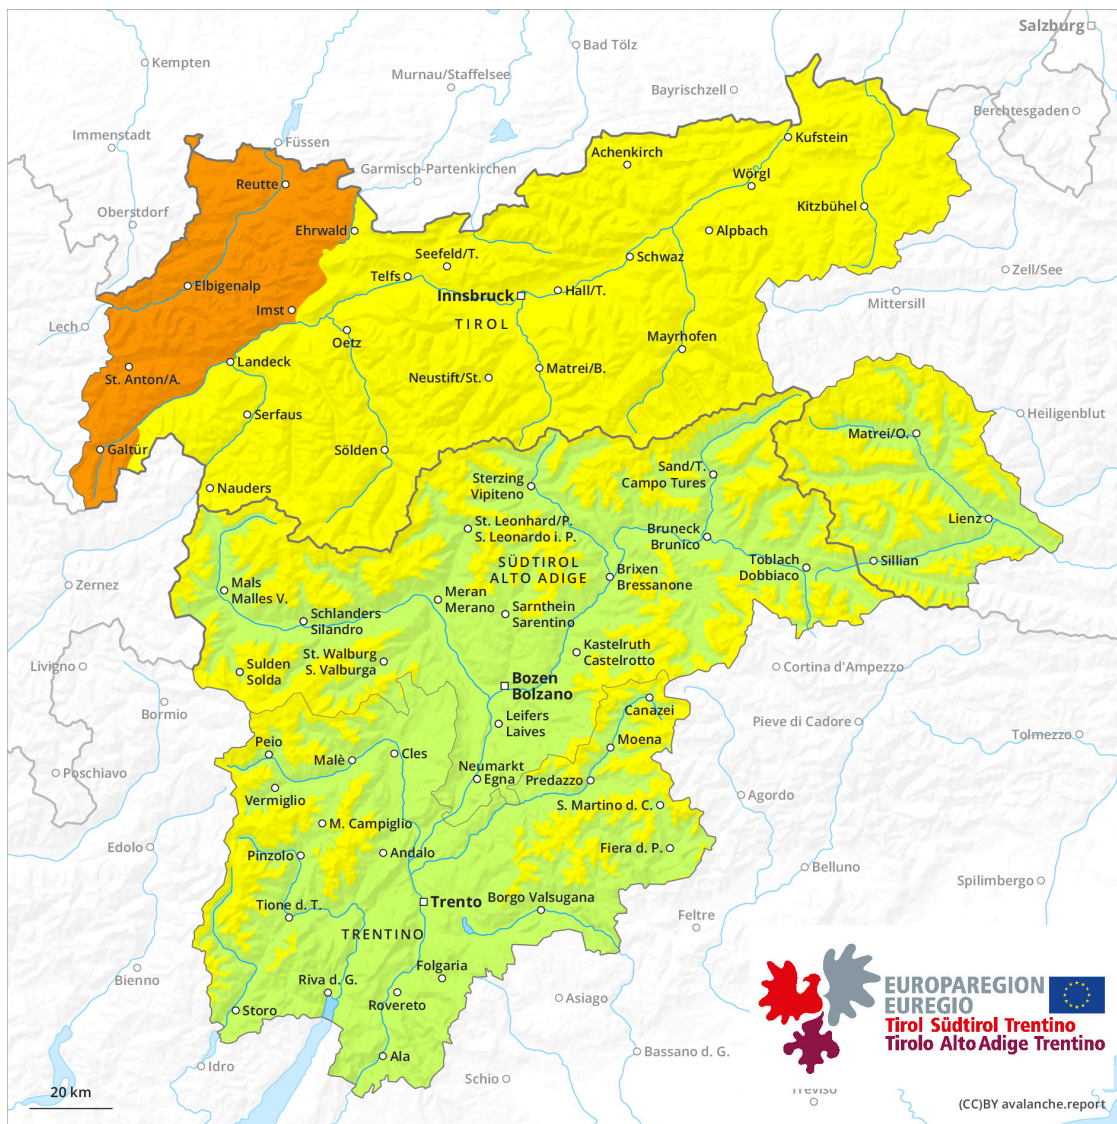 Salzburg
Bad Tölz
Kempten
Murnau/Staffelsee
Bayrischzell
Berchtesgaden
Immenstadt
Füssen
Kufstein
Achenkirch
Garmisch-Partenkirchen
Wörgl
Reutte
Oberstdorf
Kitzbühel
Ehrwald
Alpbach
Seefeld/T.
Schwaz
Telfs
Zell/See
Elbigenalp
Innsbruck
Hall/T.
Mittersill
Imst
TIROL
Lech
Oetz
Mayrhofen
Landeck
Matrei/B.
St. Anton/A.
Neustift/St.
Serfaus
Heiligenblut
Matrei/O.
Galtür
Sölden
Sand/T.
Campo Tures
Sterzing
Vipiteno
Nauders
Lienz
St. Leonhard/P.
S. Leonardo i. P.
Bruneck
Brunico
SÜDTIROL
ALTO ADIGE
Toblach
Dobbiaco
Sillian
Brixen
Bressanone
Zernez
Mals
Malles V.
Meran
Merano
Sarnthein
Sarentino
Schlanders
Silandro
Kastelruth
Castelrotto
St. Walburg
S. Valburga
Livigno
Sulden
Solda
Cortina d'Ampezzo
Bozen
Bolzano
Bormio
Canazei
Leifers
Laives
Pieve di Cadore
Tolmezzo
Peio
Moena
Cles
Malè
Poschiavo
Neumarkt
Egna
Predazzo
Vermiglio
Agordo
S. Martino d. C.
M. Campiglio
Edolo
Pinzolo
Andalo
Fiera d. P.
Belluno
Spilimbergo
Tione d. T.
Trento
Borgo Valsugana
Feltre
TRENTINO
Bienno
Folgaria
Riva d. G.
Rovereto
Asiago
Storo
EUROPAREGION
EUREGIO
Tirol Südtirol Trentino
Tirolo Alto Adige Trentino
Ala
Bassano d. G.
Idro
Schio
Treviso
20 km
(CC)BY avalanche.report